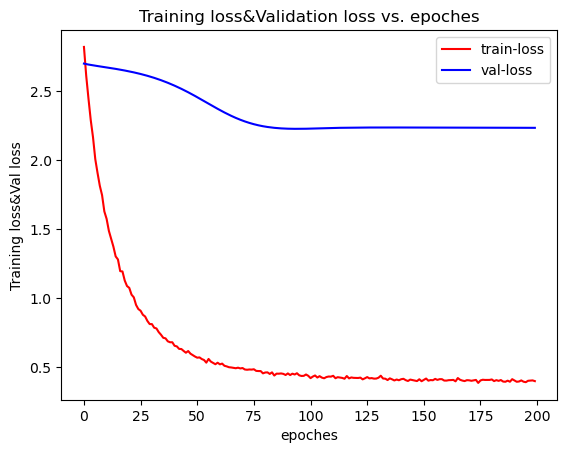 Training loss&Validation loss vs. epoches
train-loss
val-loss
Training loss&Val loss
2.5
2.0
1.5
1.0
0.5
0
25
50
75
100
125
150
175
200
epoches